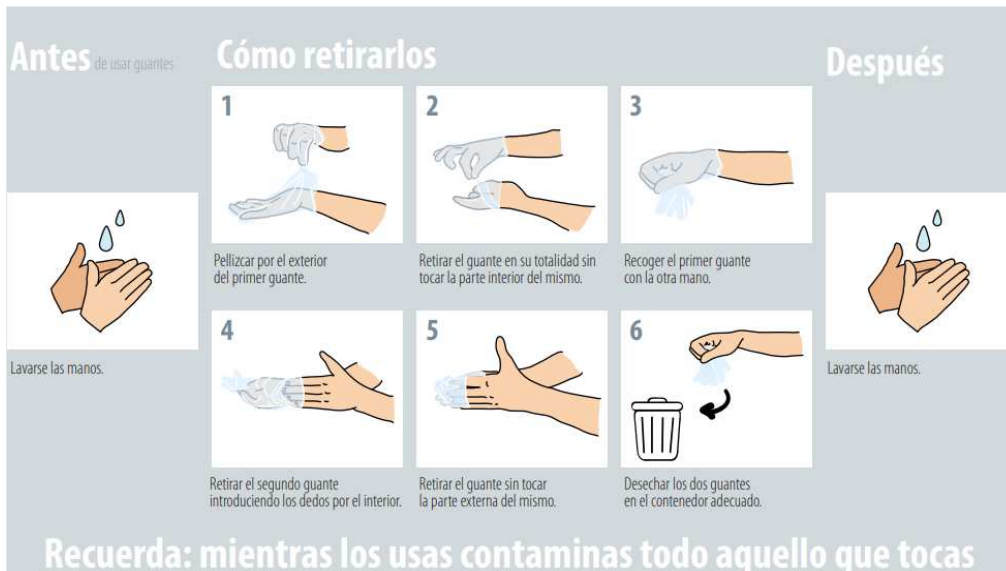 Antes de usar guantes
Lavarse las manos.
Cómo retirarlos
1
Pellizcar por el exterior
del primer guante.
2
Retirar el guante en su totalidad sin
tocar la parte interior del mismo.
3
Recoger el primer guante
con la otra mano.
4
Retirar el segundo guante
introduciendo los dedos por el interior.
5
Retirar el guante sin tocar
la parte externa del mismo.
6
Desechar los dos guantes
en el contenedor adecuado.
Después
Lavarse las manos.
Recuerda: mientras los usas contaminas todo aquello que tocas